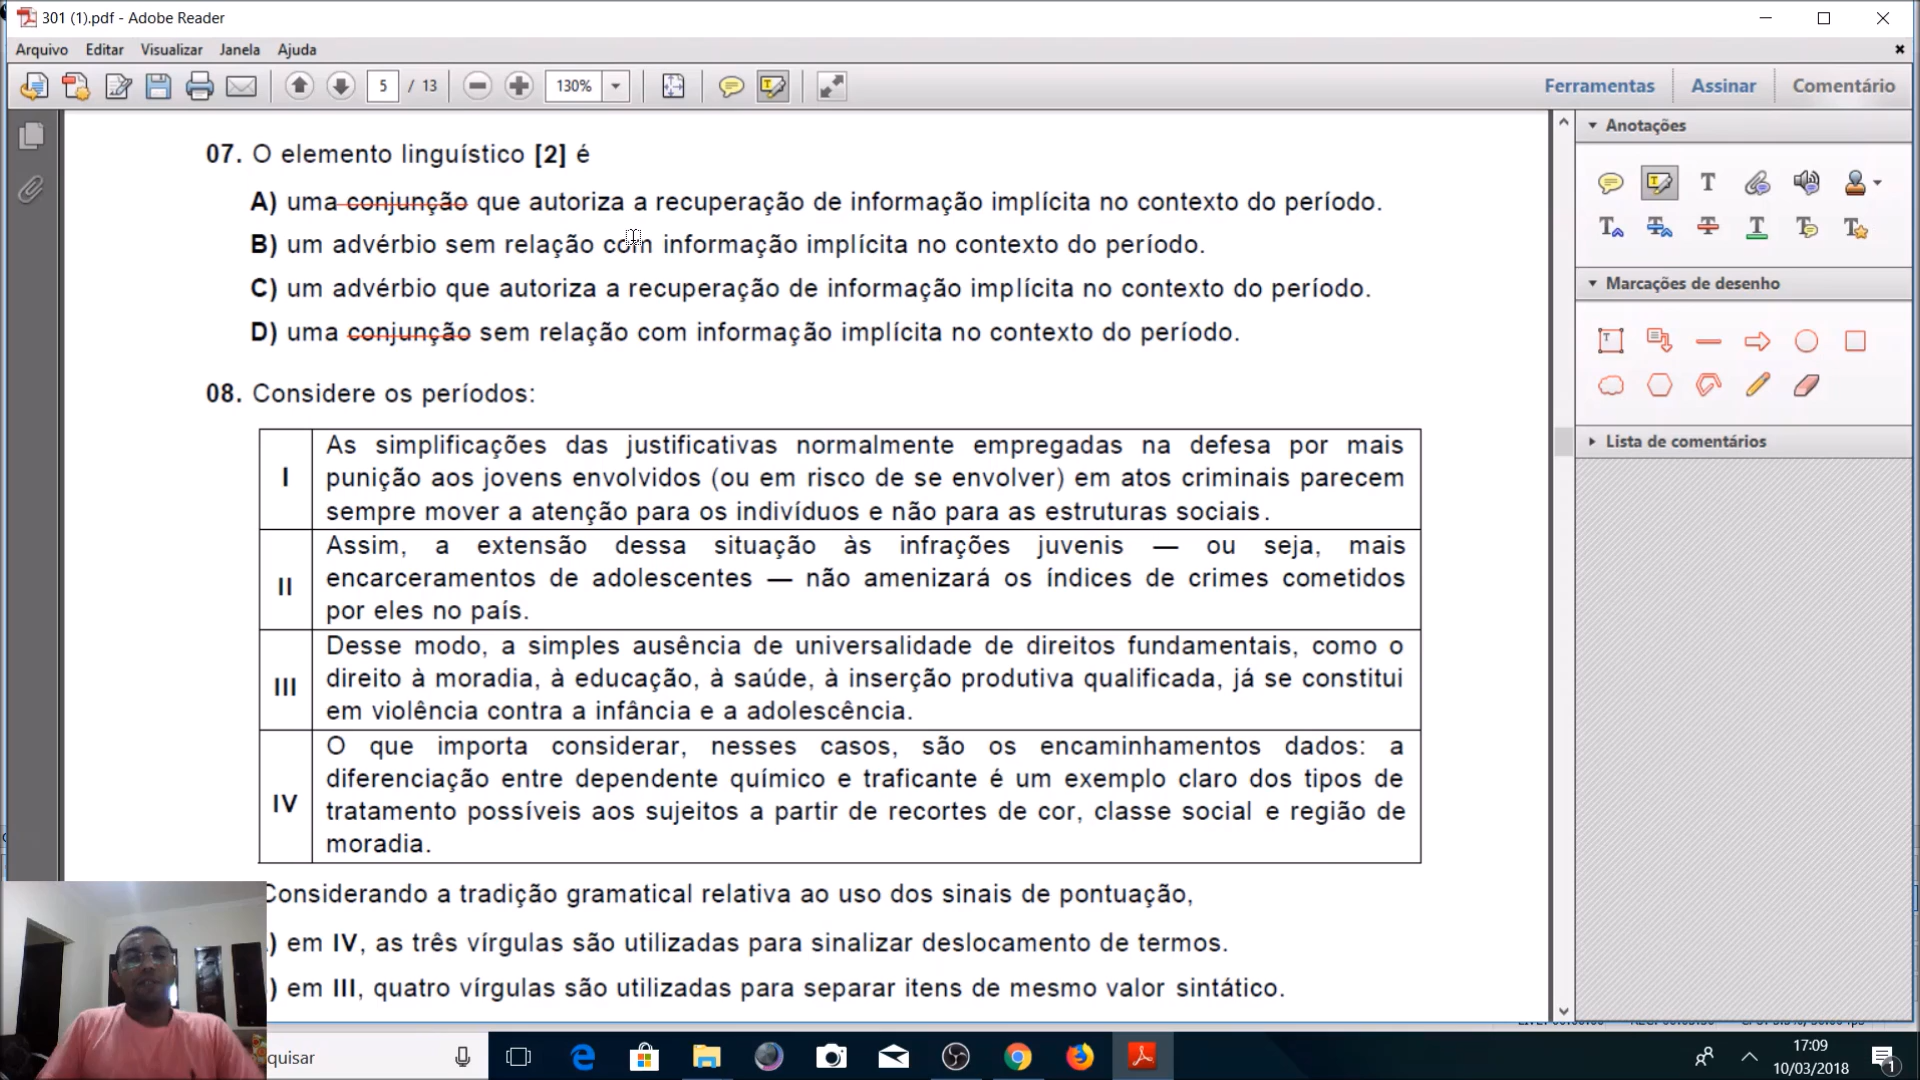 301 (1).pdf - Adobe Reader
Arquivo Editar Visualizar Janela Ajuda
5 / 13 130% Ferramentas Assinar Comentário
Anotações
Marcações de desenho
Lista de comentários
07. O elemento linguístico [2] é
A) uma conjunção que autoriza a recuperação de informação implícita no contexto do período.
B) um advérbio sem relação com informação implícita no contexto do período.
C) um advérbio que autoriza a recuperação de informação implícita no contexto do período.
D) uma conjunção sem relação com informação implícita no contexto do período.
08. Considere os períodos:
I
As simplificações das justificativas normalmente empregadas na defesa por mais
punição aos jovens envolvidos (ou em risco de se envolver) em atos criminais parecem
sempre mover a atenção para os indivíduos e não para as estruturas sociais.
II
Assim, a extensão dessa situação às infrações juvenis — ou seja, mais
encarceramentos de adolescentes — não amenizará os índices de crimes cometidos
por eles no país.
III
Desse modo, a simples ausência de universalidade de direitos fundamentais, como o
direito à moradia, à educação, à saúde, à inserção produtiva qualificada, já se constitui
em violência contra a infância e a adolescência.
IV
O que importa considerar, nesses casos, são os encaminhamentos dados: a
diferenciação entre dependente químico e traficante é um exemplo claro dos tipos de
tratamento possíveis aos sujeitos a partir de recortes de cor, classe social e região de
moradia.
Considerando a tradição gramatical relativa ao uso dos sinais de pontuação,
) em IV, as três vírgulas são utilizadas para sinalizar deslocamento de termos.
) em III, quatro vírgulas são utilizadas para separar itens de mesmo valor sintático.
quisar
17:09
10/03/2018
1